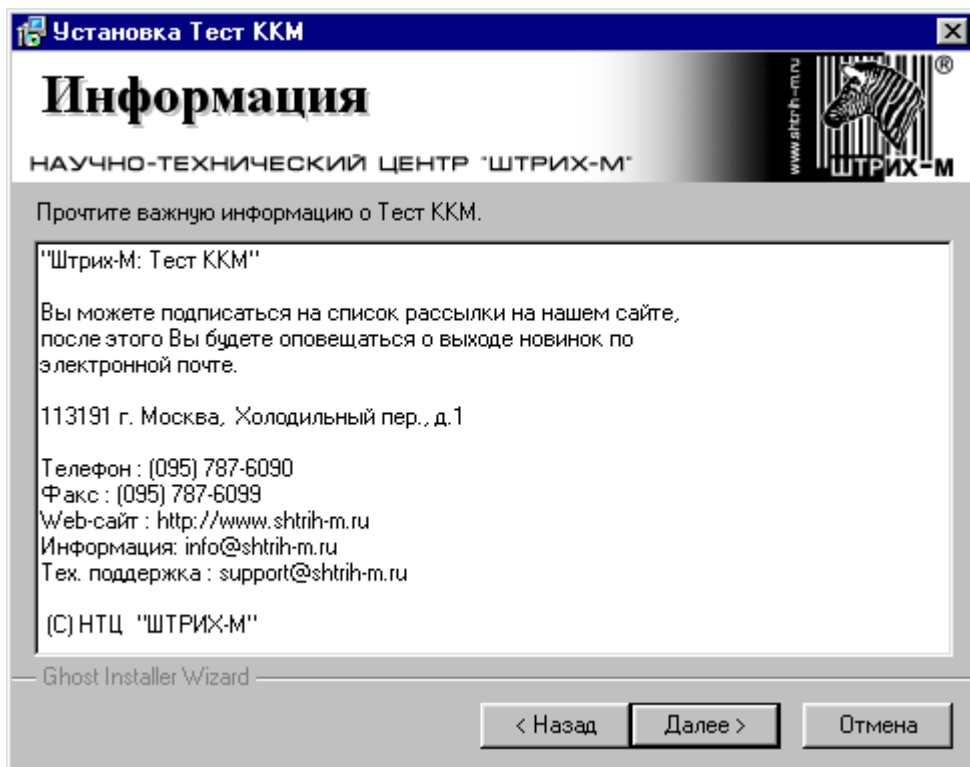 Установка Тест ККМ
Информация
НАУЧНО-ТЕХНИЧЕСКИЙ ЦЕНТР "ШТРИХ-М"
www.shtrih-m.ru
®
ШТРИХ-М
Прочтите важную информацию о Тест ККМ.
"Штрих-М: Тест ККМ"
Вы можете подписаться на список рассылки на нашем сайте,
после этого Вы будете оповещаться о выходе новинок по
электронной почте.
113191 г. Москва, Холодильный пер., д.1
Телефон : (095) 787-6090
Факс : (095) 787-6099
Web-сайт : http://www.shtrih-m.ru
Информация: info@shtrih-m.ru
Тех. поддержка : support@shtrih-m.ru
(С) НТЦ "ШТРИХ-М"
Ghost Installer Wizard
< Назад
Далее >
Отмена